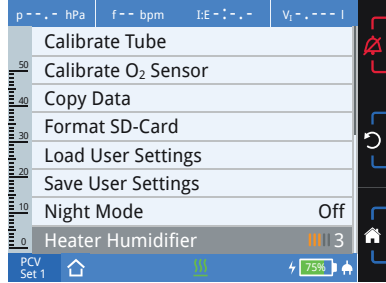 p --.- hPa f -- bpm I:E -:-.- VI -.--- l
Calibrate Tube
50
Calibrate O₂ Sensor
40
Copy Data
Format SD-Card
30
Load User Settings
20
Save User Settings
10
Night Mode Off
0
Heater Humidifier 3
PCV
Set 1
75%